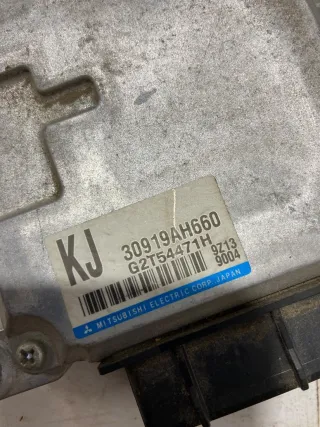 KJ 30919AH660
G2T54471H
9Z13
9004
MITSUBISHI ELECTRIC CORP. JAPAN